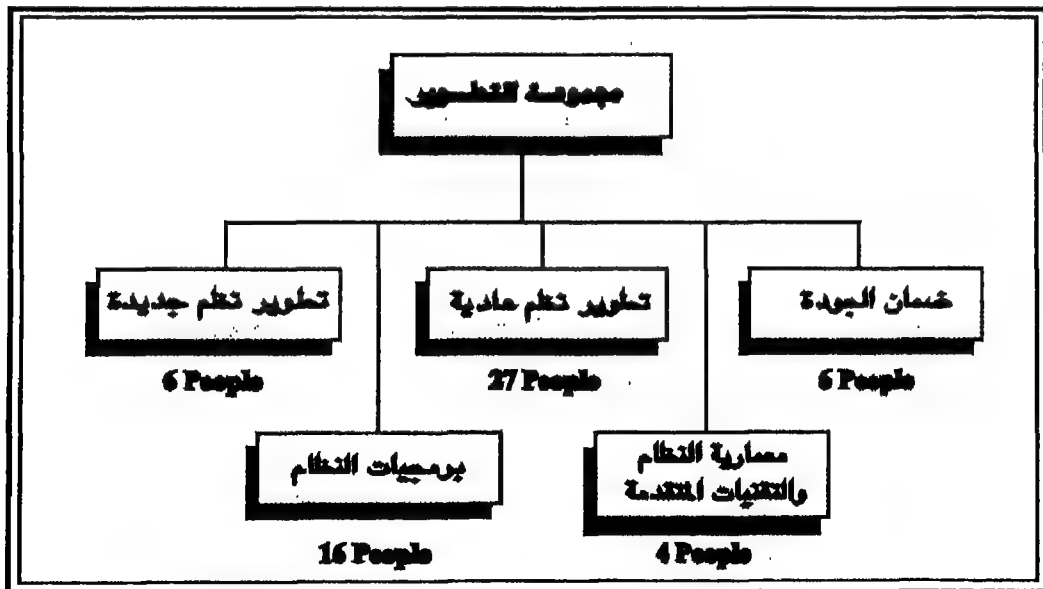 مجموعة التطوير
ضمان الجودة
6 People
تطوير نظم عادية
27 People
تطوير نظم جديدة
6 People
معمارية النظام
والتقنيات المتقدمة
4 People
برمجيات النظام
16 People